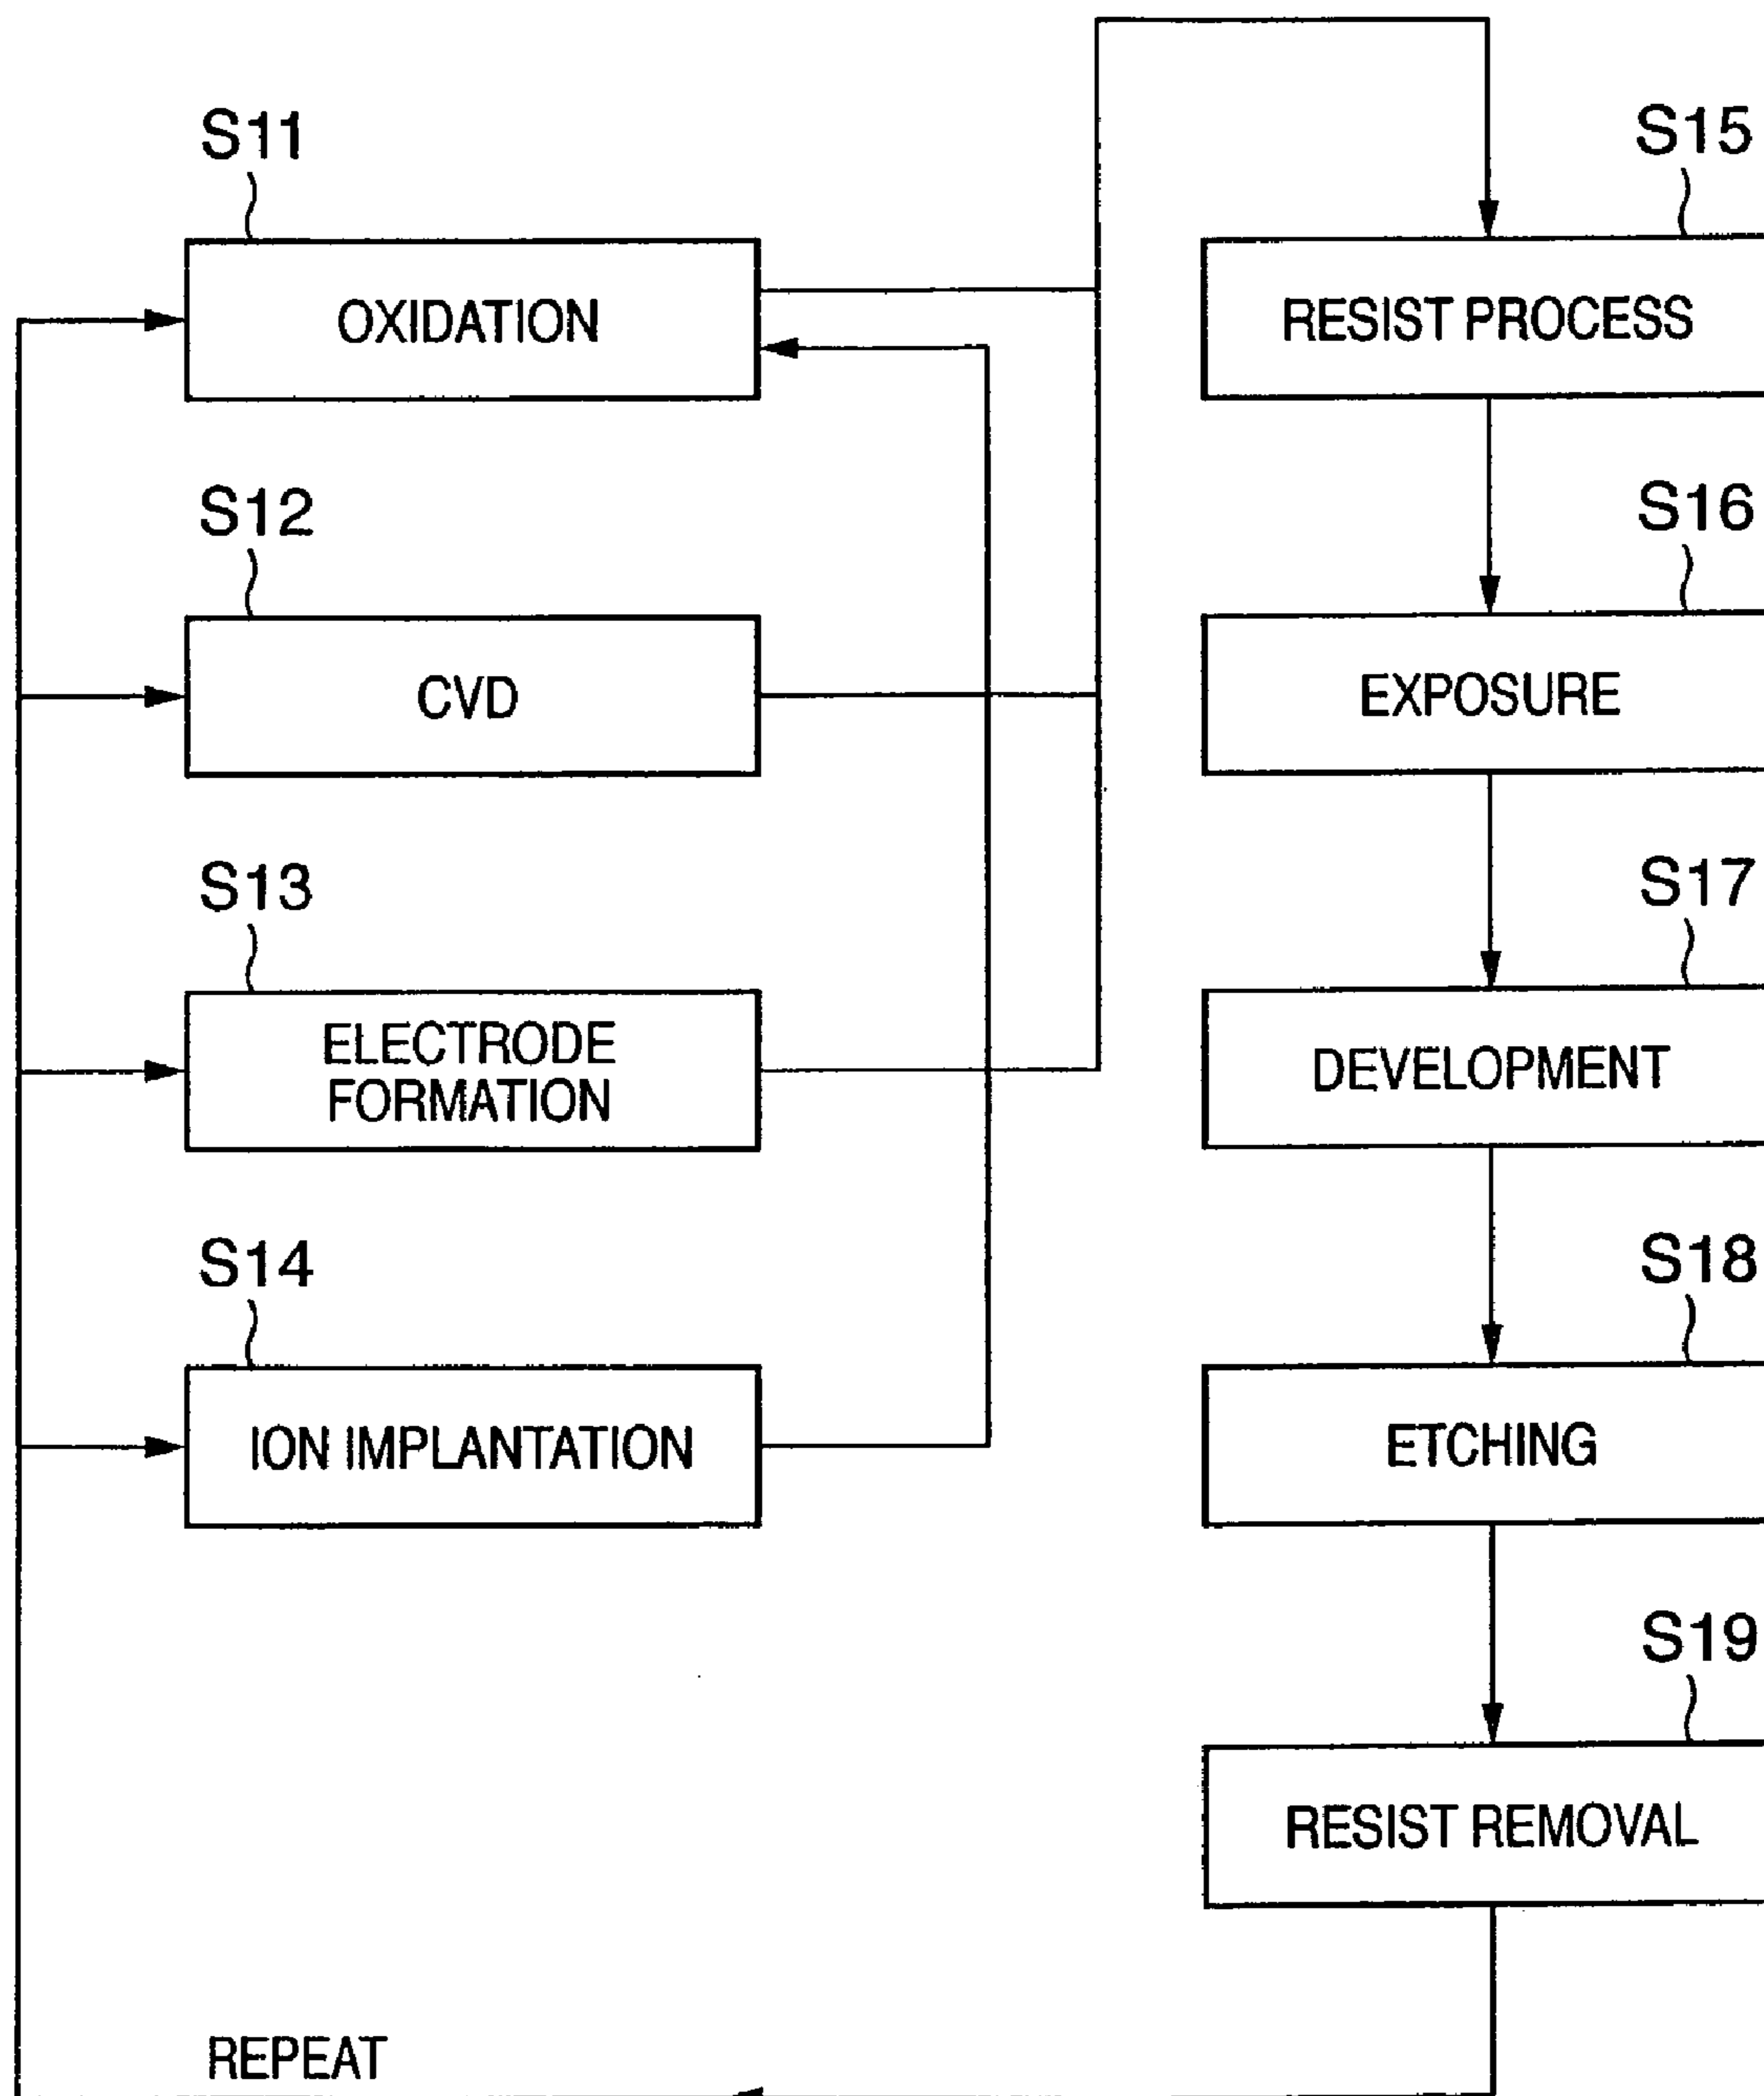 S11
OXIDATION
S12
CVD
S13
ELECTRODE
FORMATION
S14
ION IMPLANTATION
REPEAT
S15
RESIST PROCESS
S16
EXPOSURE
S17
DEVELOPMENT
S18
ETCHING
S19
RESIST REMOVAL